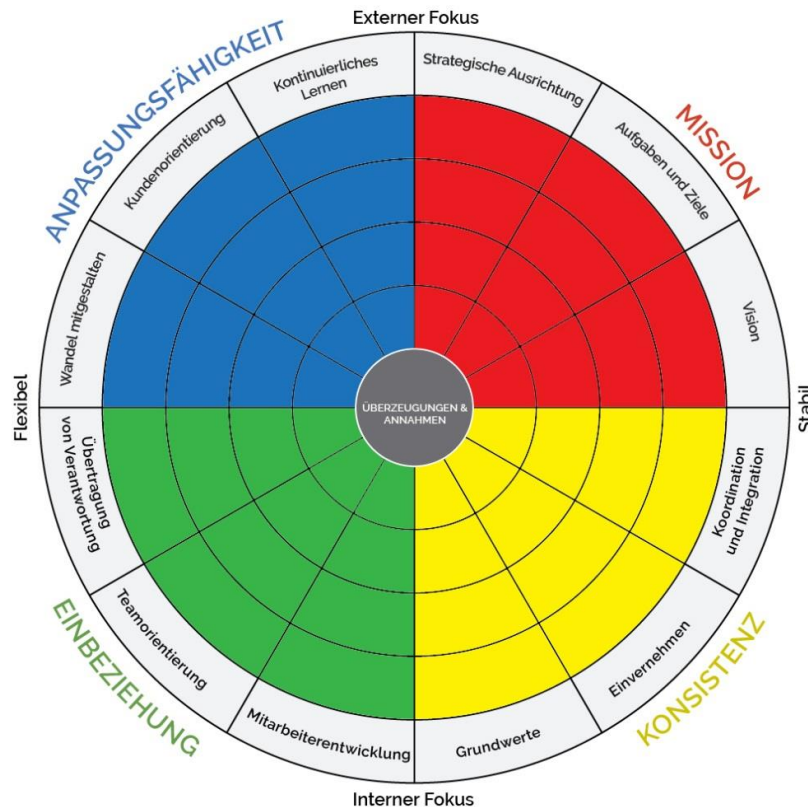 Externer Fokus
ANPASSUNGSFÄHIGKEIT
MISSION
Kontinuierliches
Lernen
Strategische Ausrichtung
Kundenorientierung
Aufgaben und Ziele
Wandel mitgestalten
Vision
Flexibel
ÜBERZEUGUNGEN &
ANNAHMEN
Stabil
Übertragung
von Verantwortung
Koordination
und Integration
Teamorientierung
Einvernehmen
Mitarbeiterentwicklung
Grundwerte
EINBEZIEHUNG
KONSISTENZ
Interner Fokus